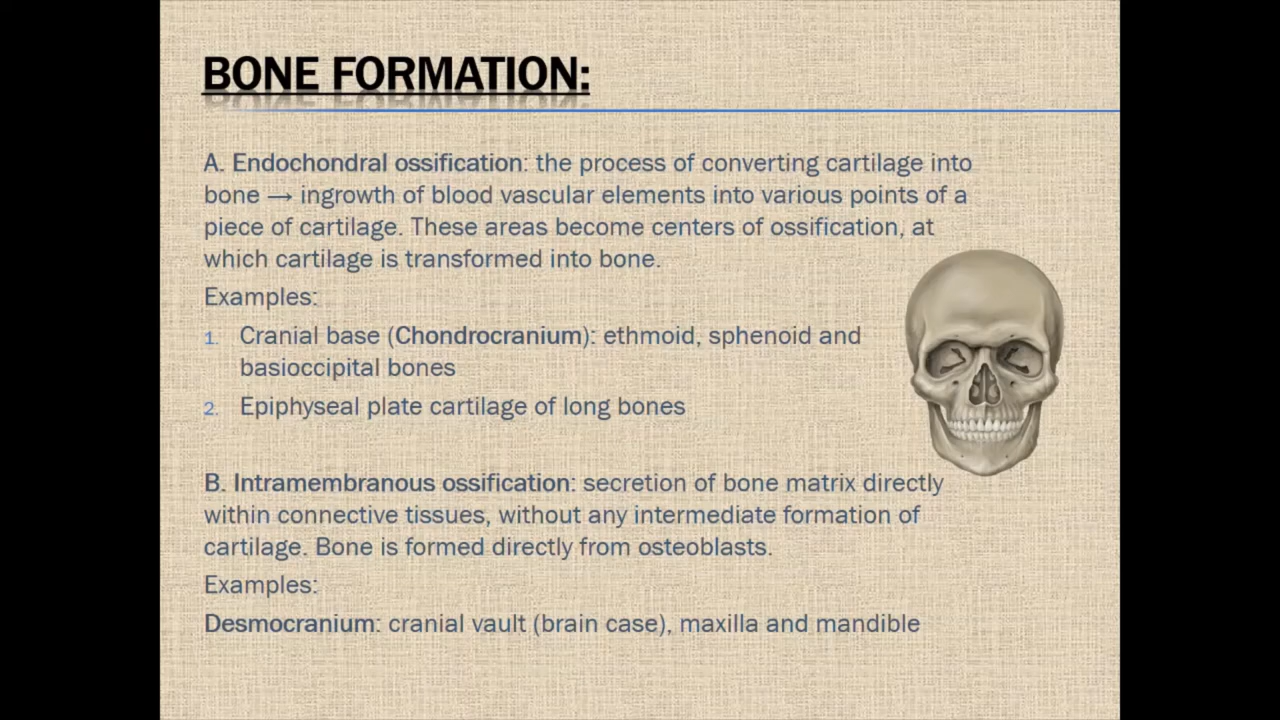 BONE FORMATION:
A. Endochondral ossification: the process of converting cartilage into
bone → ingrowth of blood vascular elements into various points of a
piece of cartilage. These areas become centers of ossification, at
which cartilage is transformed into bone.
Examples:
1. Cranial base (Chondrocranium): ethmoid, sphenoid and
basioccipital bones
2. Epiphyseal plate cartilage of long bones
B. Intramembranous ossification: secretion of bone matrix directly
within connective tissues, without any intermediate formation of
cartilage. Bone is formed directly from osteoblasts.
Examples:
Desmocranium: cranial vault (brain case), maxilla and mandible